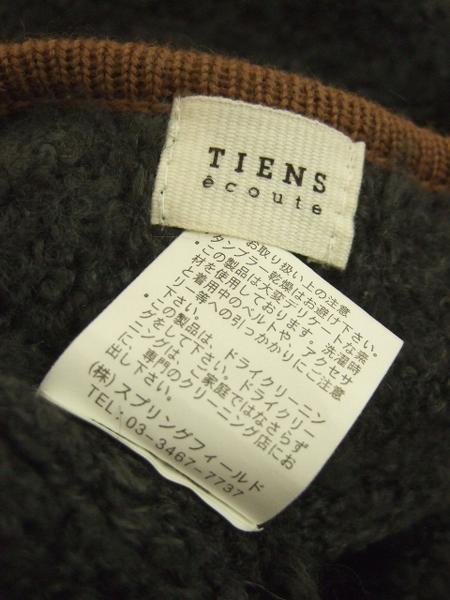 TIENS
êcoute
お取り扱い上の注意
タンブラー乾燥はお避け下さい。
・この製品は大変デリケートな素
材を使用しております。洗濯時
と着用中のベルトや、アクセサ
リー等への引っかかりにご注意
下さい。
・この製品は、ドライクリーニン
グをして下さい。ドライクリー
ニングは、ご家庭ではなさらず
、専門のクリーニング店にお
出し下さい。
(株)スプリングフィールド
TEL:03-3467-7737